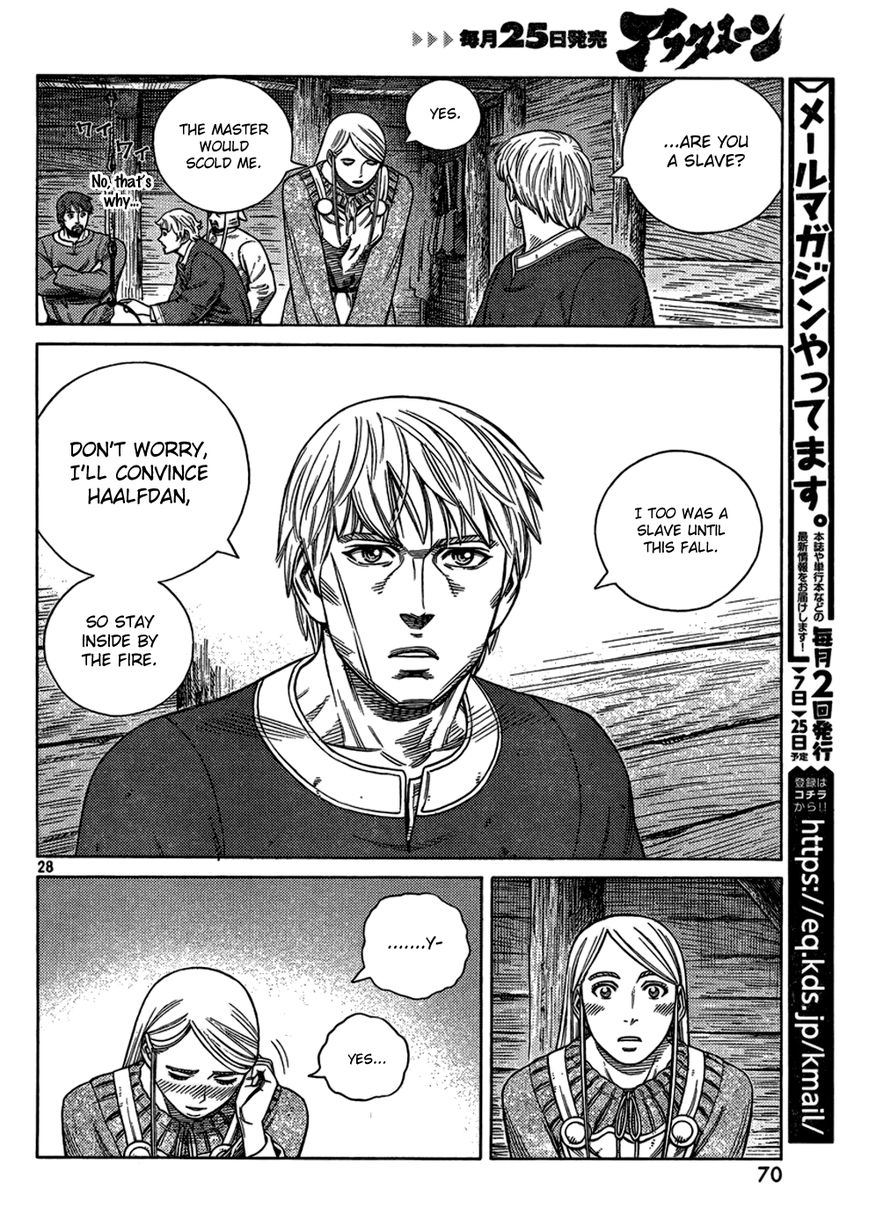 ▷▷▷ 毎月25日発売 アフタヌーン
...ARE YOU
A SLAVE?
YES.
THE MASTER
WOULD
SCOLD ME.
ワイ
ワイ
No, that's
why...
I TOO WAS A
SLAVE UNTIL
THIS FALL.
DON'T WORRY,
I'LL CONVINCE
HAALFDAN,
SO STAY
INSIDE BY
THE FIRE.
28
.......Y-
YES...
70
メールマガジンやってます。
本誌や単行本などの
最新情報をお届けします!
毎月2回発行
▼7日▼25日予定
登録は
コチラ
から!!
https://eq.kds.jp/kmail/